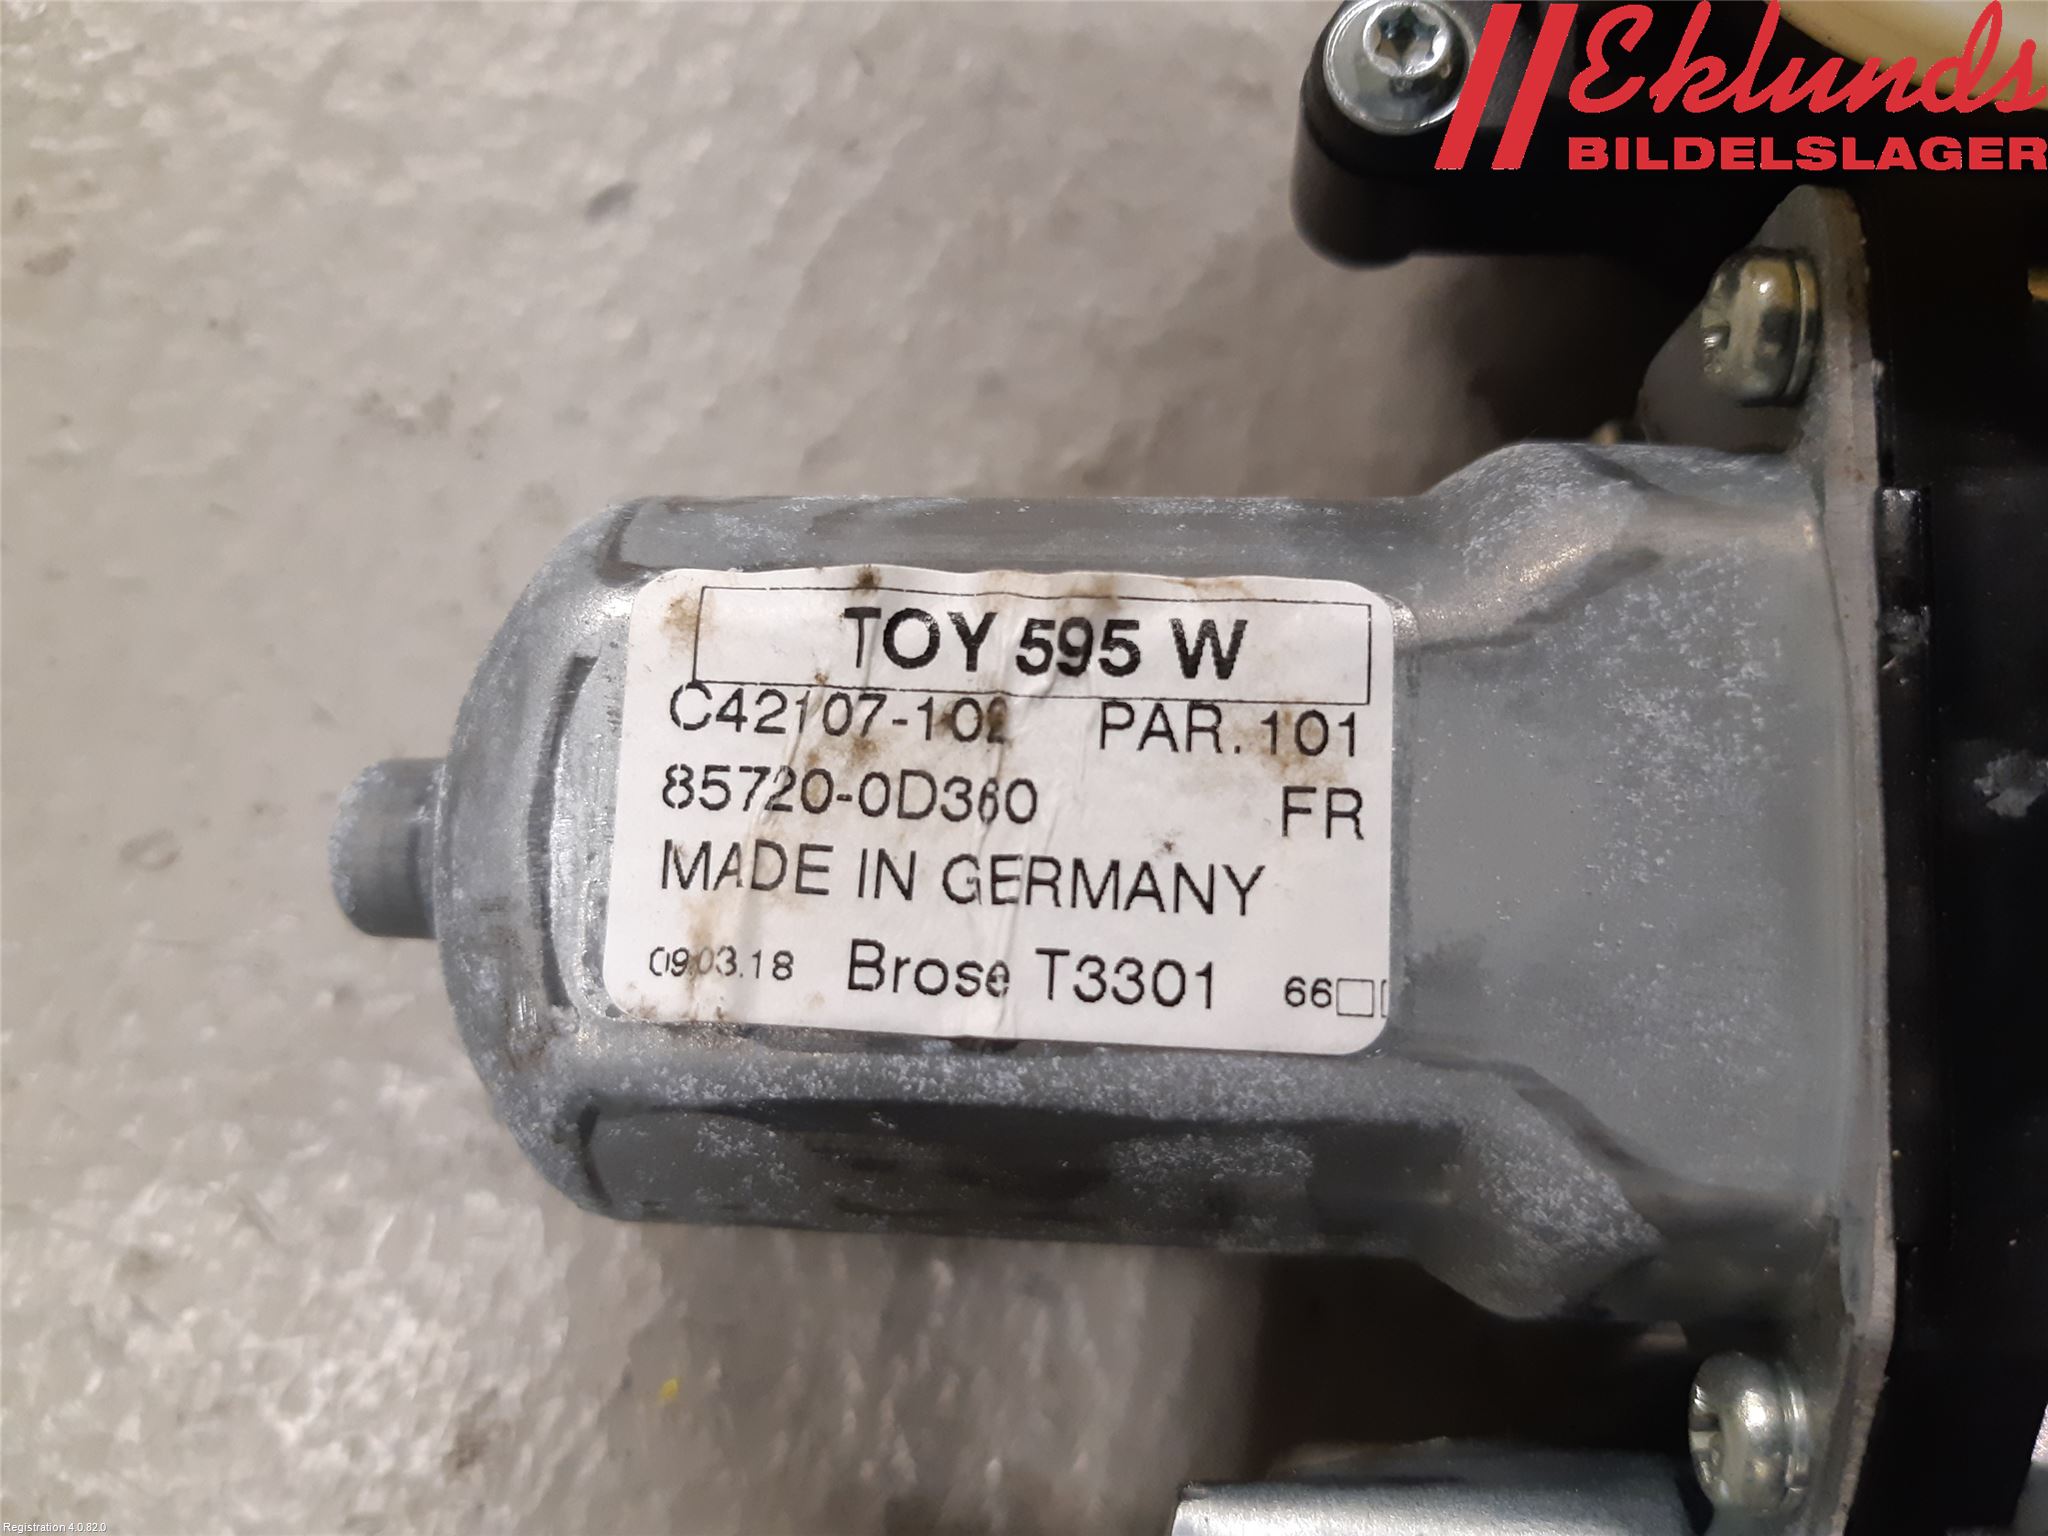 Eklunds
BILDELSLAGER
TOY 595 W
C42107-102 PAR. 101
85720-0D360 FR
MADE IN GERMANY
09.03.18 Brose T3301 66□
Registration 4.0.82.0